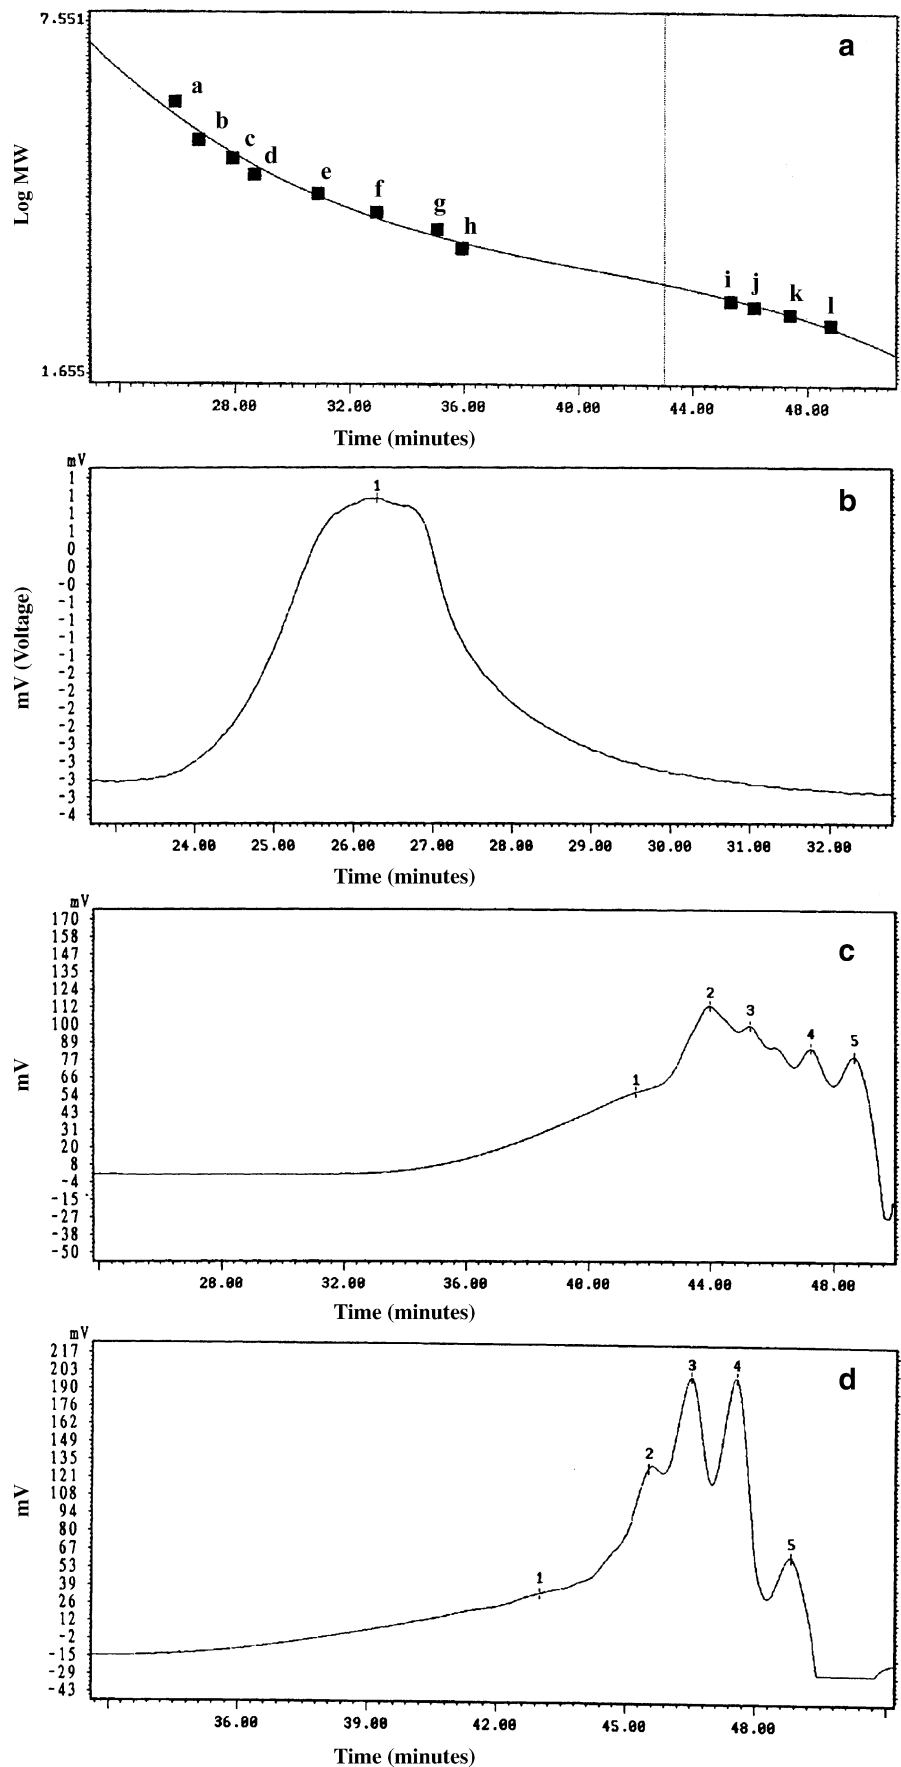 7.551
a
a
b
c
d
e
f
g
h
i
j
k
l
Log MW
1.655
28.00 32.00 36.00 40.00 44.00 48.00
Time (minutes)
mV
b
1
1
1
1
1
0
0
-0
-1
-1
-1
-2
-2
-2
-3
-3
-3
-4
mV (Voltage)
24.00 25.00 26.00 27.00 28.00 29.00 30.00 31.00 32.00
Time (minutes)
mV
170
158
147
135
124
112
100
89
77
66
54
43
31
20
8
-4
-15
-27
-38
-50
mV
c
1
2
3
4
5
28.00 32.00 36.00 40.00 44.00 48.00
Time (minutes)
mV
217
203
190
176
162
149
135
121
108
94
80
67
53
39
26
12
-2
-15
-29
-43
mV
d
1
2
3
4
5
36.00 39.00 42.00 45.00 48.00
Time (minutes)